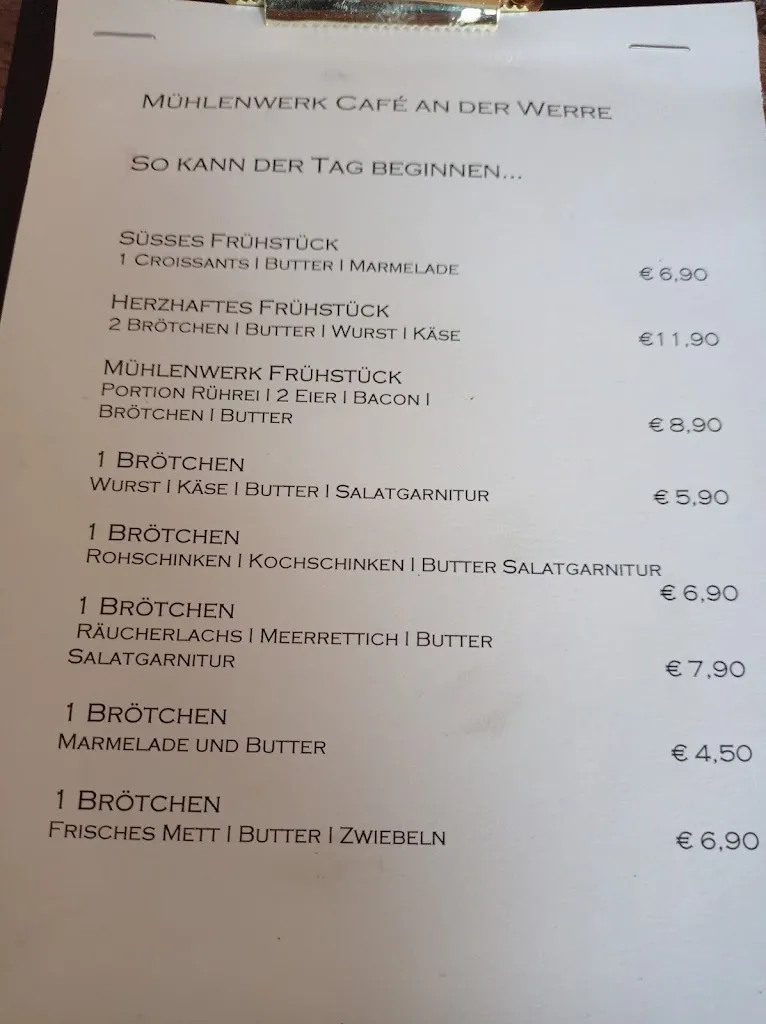 Mühlenwerk Café an der Werre
So kann der Tag beginnen...
Süsses Frühstück
1 Croissants | Butter | Marmelade
€ 6,90
Herzhaftes Frühstück
2 Brötchen | Butter | Wurst | Käse
€11,90
Mühlenwerk Frühstück
Portion Rührei | 2 Eier | Bacon |
Brötchen | Butter
€ 8,90
1 Brötchen
Wurst | Käse | Butter | Salatgarnitur
€ 5,90
1 Brötchen
Rohschinken | Kochschinken | Butter Salatgarnitur
€ 6,90
1 Brötchen
Räucherlachs | Meerrettich | Butter
Salatgarnitur
€ 7,90
1 Brötchen
Marmelade und Butter
€ 4,50
1 Brötchen
Frisches Mett | Butter | Zwiebeln
€ 6,90